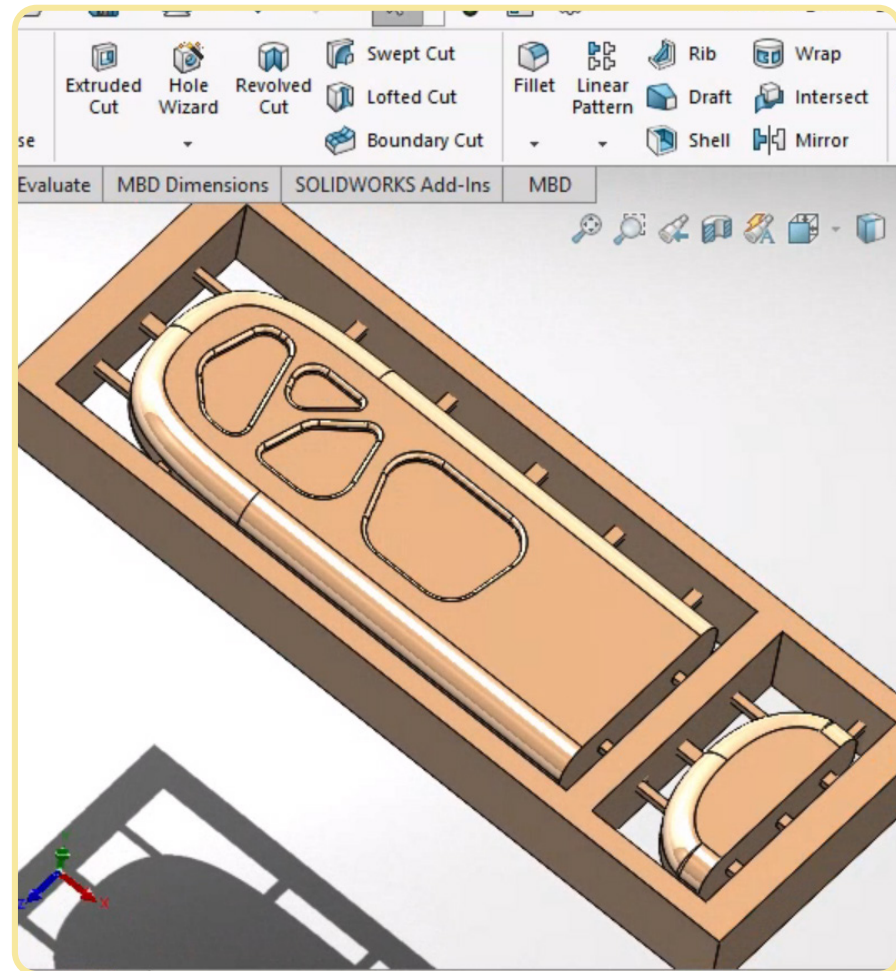 Extruded Cut
Hole Wizard
Revolved Cut
Swept Cut
Lofted Cut
Boundary Cut
Fillet
Linear Pattern
Rib
Draft
Shell
Wrap
Intersect
Mirror
se
Evaluate
MBD Dimensions
SOLIDWORKS Add-Ins
MBD
X
Z